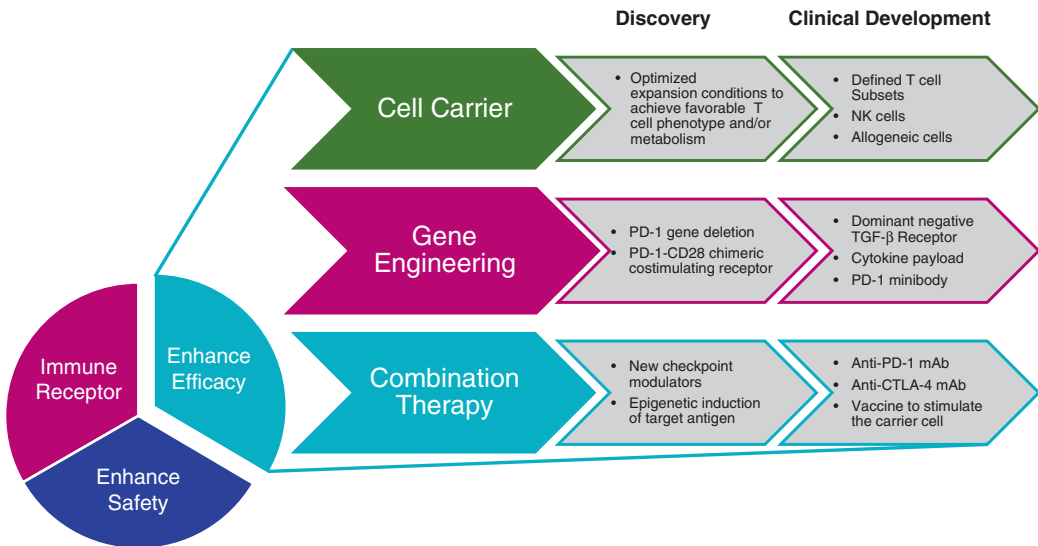 Discovery
Clinical Development
Cell Carrier
• Optimized
expansion conditions to
achieve favorable T
cell phenotype and/or
metabolism
• Defined T cell
Subsets
• NK cells
• Allogeneic cells
Gene
Engineering
• PD-1 gene deletion
• PD-1-CD28 chimeric
costimulating receptor
• Dominant negative
TGF-β Receptor
• Cytokine payload
• PD-1 minibody
Combination
Therapy
• New checkpoint
modulators
• Epigenetic induction
of target antigen
• Anti-PD-1 mAb
• Anti-CTLA-4 mAb
• Vaccine to stimulate
the carrier cell
Immune
Receptor
Enhance
Efficacy
Enhance
Safety